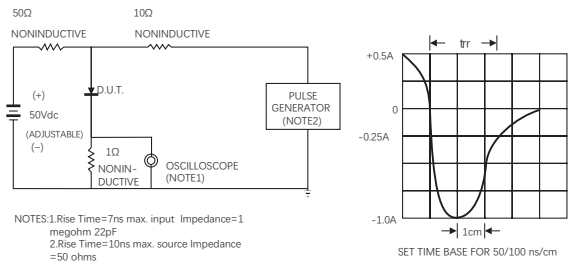 50Ω
NONINDUCTIVE
10Ω
NONINDUCTIVE
(+)
50Vdc
(ADJUSTABLE)
(–)
D.U.T.
1Ω
NONIN-
DUCTIVE
OSCILLOSCOPE
(NOTE1)
PULSE
GENERATOR
(NOTE2)
NOTES:1.Rise Time=7ns max. input Impedance=1
megohm 22pF
2.Rise Time=10ns max. source Impedance
=50 ohms
trr
+0.5A
0
-0.25A
-1.0A
1cm
SET TIME BASE FOR 50/100 ns/cm